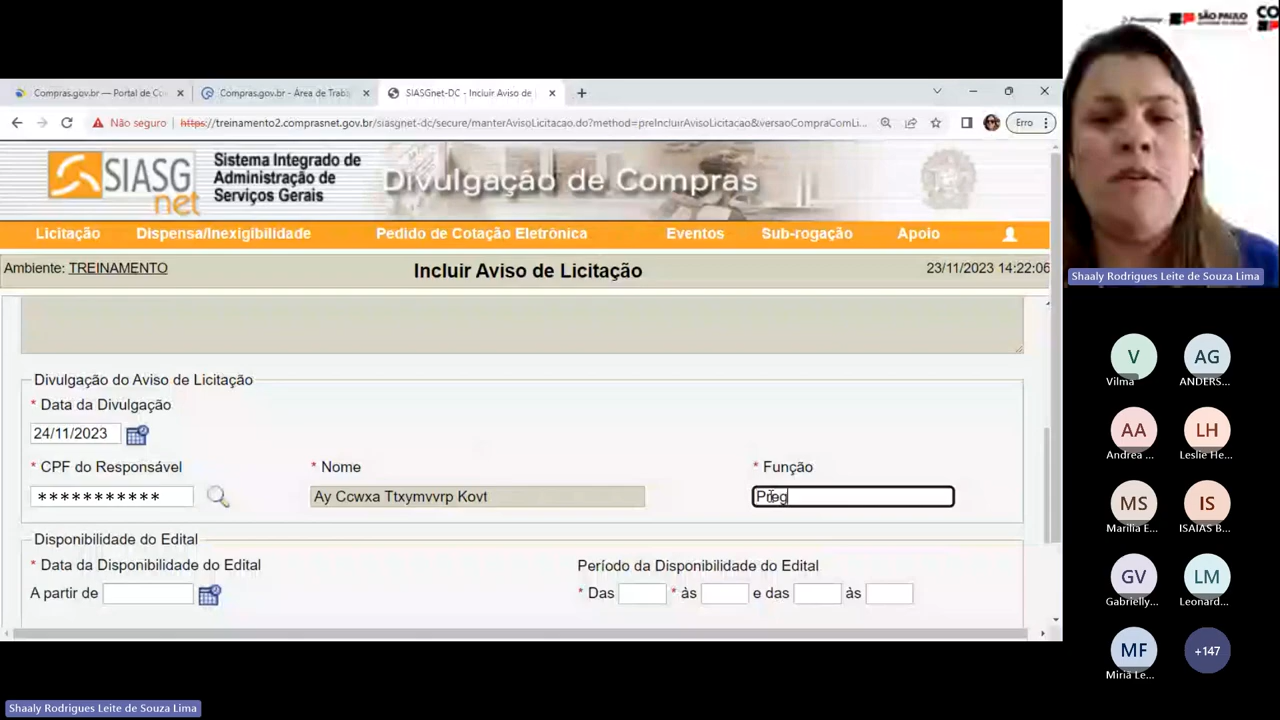 SÃO PAULO
CO
Compras.gov.br — Portal de Co
Compras.gov.br - Área de Trab
SIASGnet-DC - Incluir Aviso de
Não seguro
https://treinamento2.comprasnet.gov.br/siasgnet-dc/secure/manterAvisoLicitacao.do?method=preIncluirAvisoLicitacao&versaoCompraComLi...
Erro
SIASG
net
Sistema Integrado de
Administração de
Serviços Gerais
Divulgação de Compras
Licitação Dispensa/Inexigibilidade Pedido de Cotação Eletrônica Eventos Sub-rogação Apoio
Ambiente: TREINAMENTO
Incluir Aviso de Licitação
23/11/2023 14:22:06
Divulgação do Aviso de Licitação
* Data da Divulgação
24/11/2023
* CPF do Responsável * Nome * Função
*********** Ay Ccwxa Ttxymvvrp Kovt Preg
Disponibilidade do Edital
* Data da Disponibilidade do Edital Período da Disponibilidade do Edital
A partir de * Das * às e das às
Shaaly Rodrigues Leite de Souza Lima
V AG
Vilma ANDERS...
AA LH
Andrea ... Leslie He...
MS IS
Marilia E... ISAIAS B...
GV LM
Gabrielly... Leonard...
MF +147
Miriã Le...
Shaaly Rodrigues Leite de Souza Lima